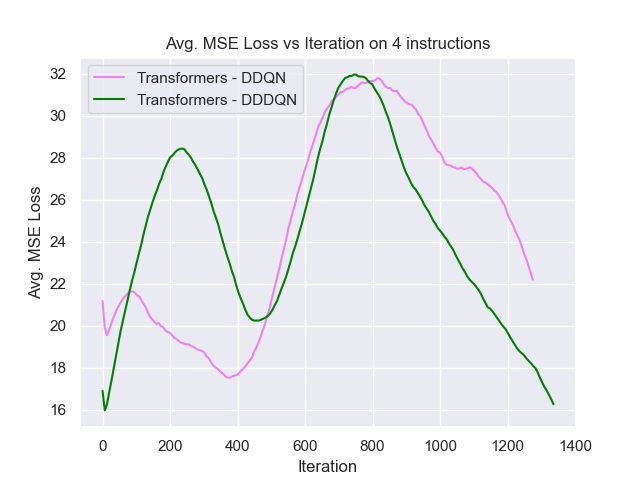 Avg. MSE Loss vs Iteration on 4 instructions
Transformers - DDQN
Transformers - DDDQN
Avg. MSE Loss
32
30
28
26
24
22
20
18
16
0 200 400 600 800 1000 1200 1400
Iteration